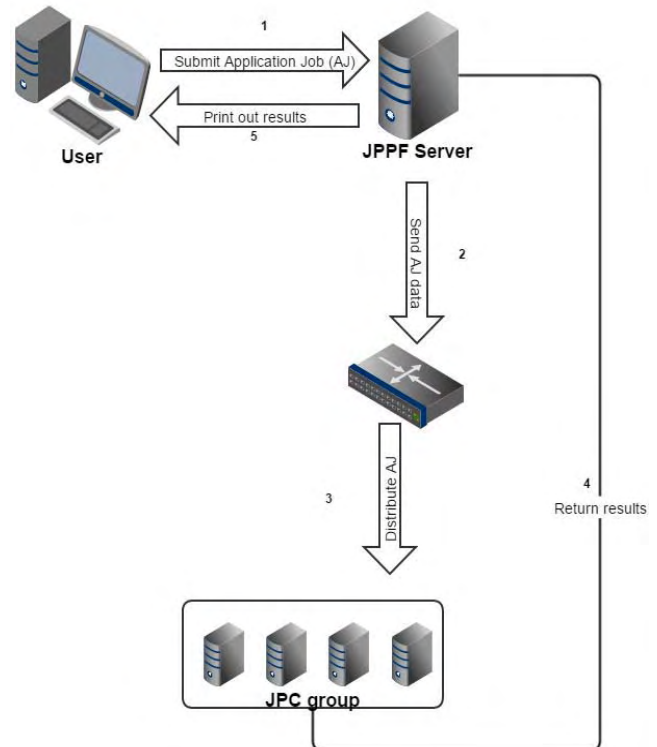 1
Submit Application Job (AJ)
Print out results
5
User
JPPF Server
Send AJ data
2
3
Distribute AJ
4
Return results
JPC group